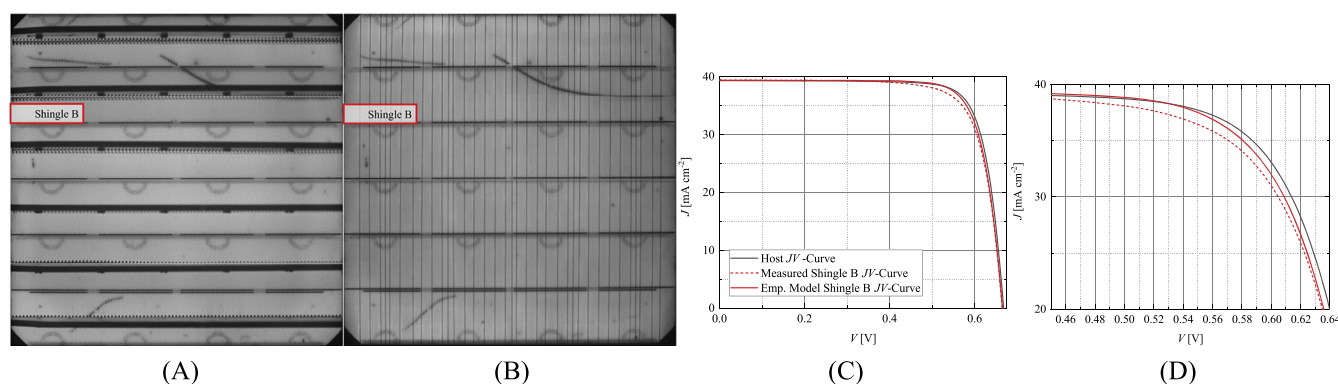 Shingle B
Shingle B
40
30
20
10
0
J [mA cm-2]
Host JV -Curve
Measured Shingle B JV-Curve
Emp. Model Shingle B JV-Curve
0.0 0.2 0.4 0.6
V [V]
40
30
20
J [mA cm-2]
0.46 0.48 0.50 0.52 0.54 0.56 0.58 0.60 0.62 0.64
V [V]
(A) (B) (C) (D)